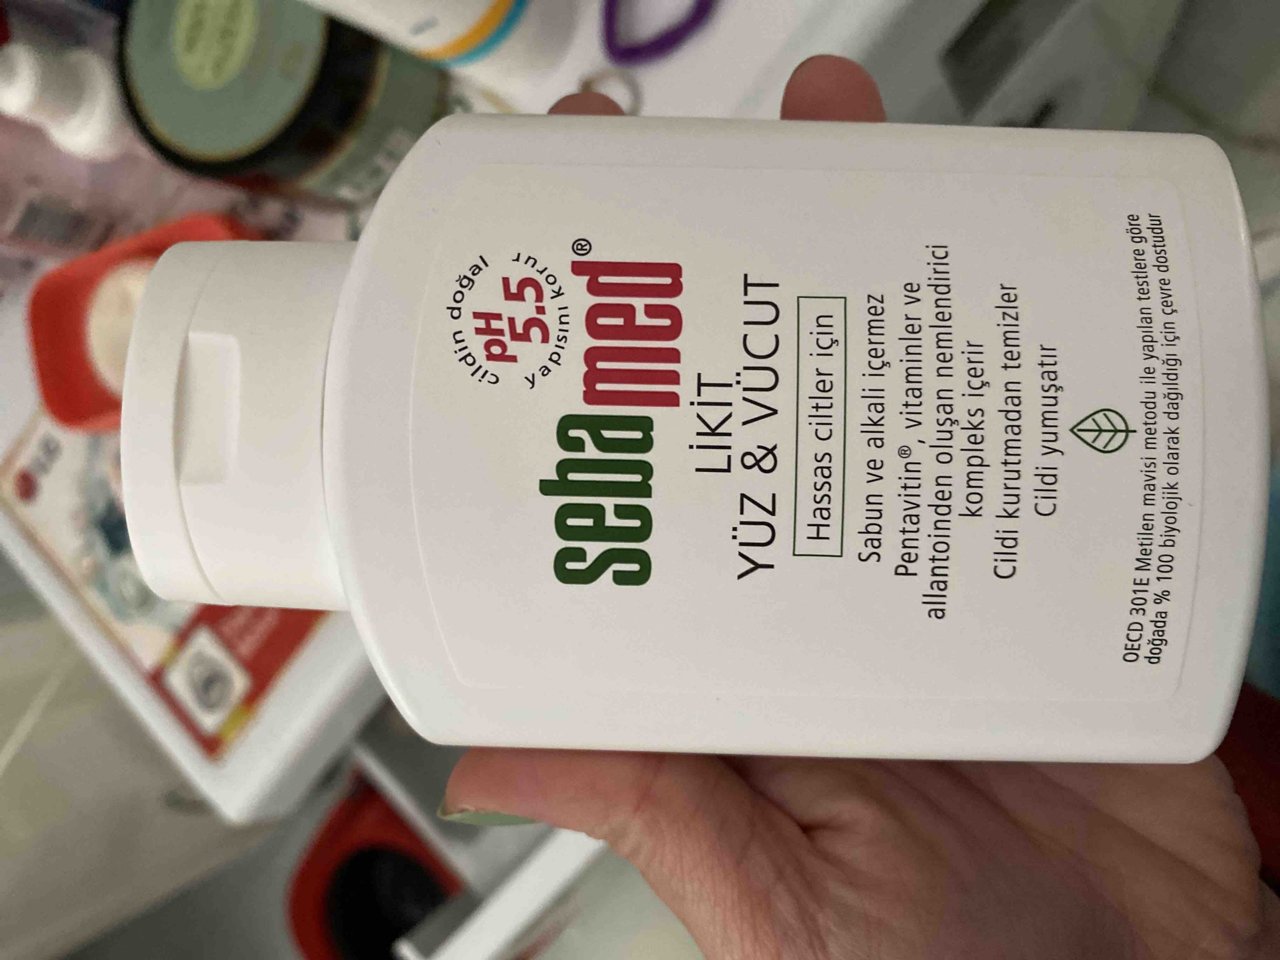 cildin doğal
pH
5.5
yapısını korur
sebamed®
LİKİT
YÜZ & VÜCUT
Hassas ciltler için
Sabun ve alkali içermez
Pentavitin®, vitaminler ve
allantoinden oluşan nemlendirici
kompleks içerir
Cildi kurutmadan temizler
Cildi yumuşatır
OECD 301E Metilen mavisi metodu ile yapılan testlere göre
doğada % 100 biyolojik olarak dağıldığı için çevre dostudur
LG